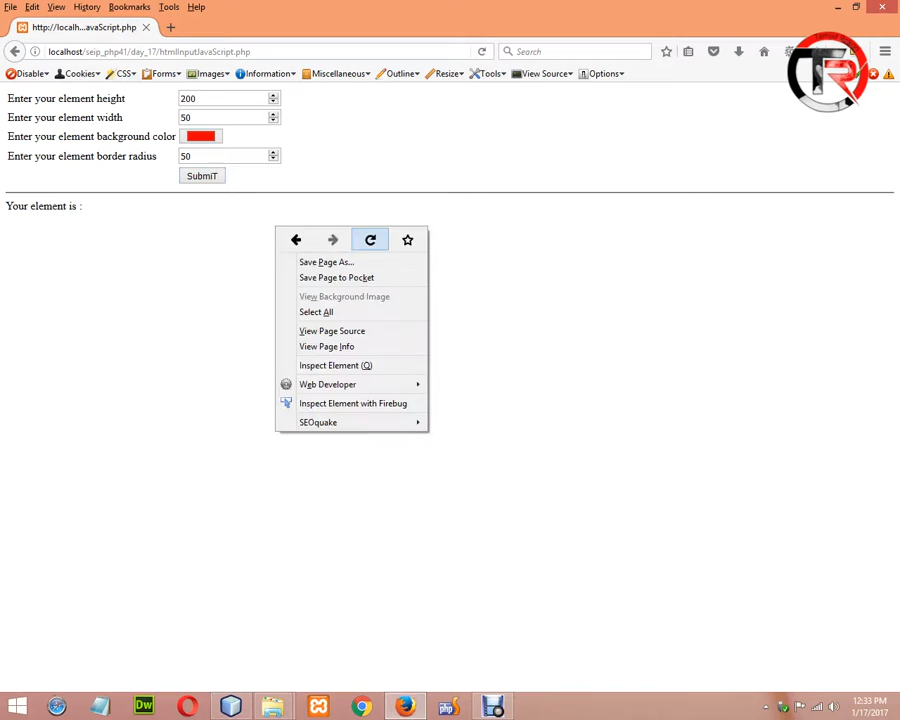 File Edit View History Bookmarks Tools Help
http://localh...avaScript.php
localhost/seip_php41/day_17/htmlInputJavaScript.php
Search
Disable Cookies CSS Forms Images Information Miscellaneous Outline Resize Tools View Source Options
Enter your element height 200
Enter your element width 50
Enter your element background color
Enter your element border radius 50
SubmiT
Your element is :
Save Page As...
Save Page to Pocket
View Background Image
Select All
View Page Source
View Page Info
Inspect Element (Q)
Web Developer
Inspect Element with Firebug
SEOquake
Dw
php
12:33 PM
1/17/2017